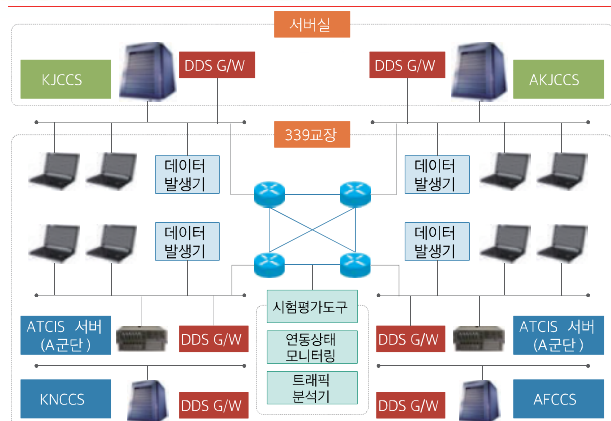 서버실
KJCCS
DDS G/W
DDS G/W
AKJCCS
339교장
데이터
발생기
데이터
발생기
데이터
발생기
데이터
발생기
시험평가도구
ATCIS 서버
(A군단)
DDS G/W
연동상태
모니터링
DDS G/W
ATCIS 서버
(A군단)
트래픽
분석기
KNCCS
DDS G/W
DDS G/W
AFCCS